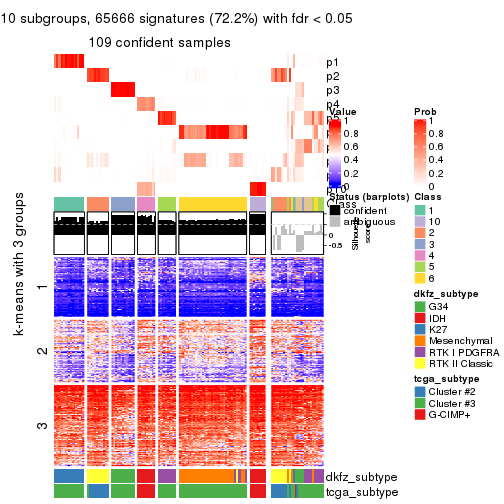 10 subgroups, 65666 signatures (72.2%) with fdr < 0.05
109 confident samples
p1
p2
p3
p4
Value
1
0.8
0.6
0.4
0.2
0
Prob
1
0.8
0.6
0.4
0.2
0
Status (barplots)
confident
ambiguous
Class
1
10
2
3
4
5
6
Silhouette
score
0
-0.5
k-means with 3 groups
1
2
3
dkfz_subtype
G34
IDH
K27
Mesenchymal
RTK I PDGFRA
RTK II Classic
tcga_subtype
Cluster #2
Cluster #3
G-CIMP+
dkfz_subtype
tcga_subtype